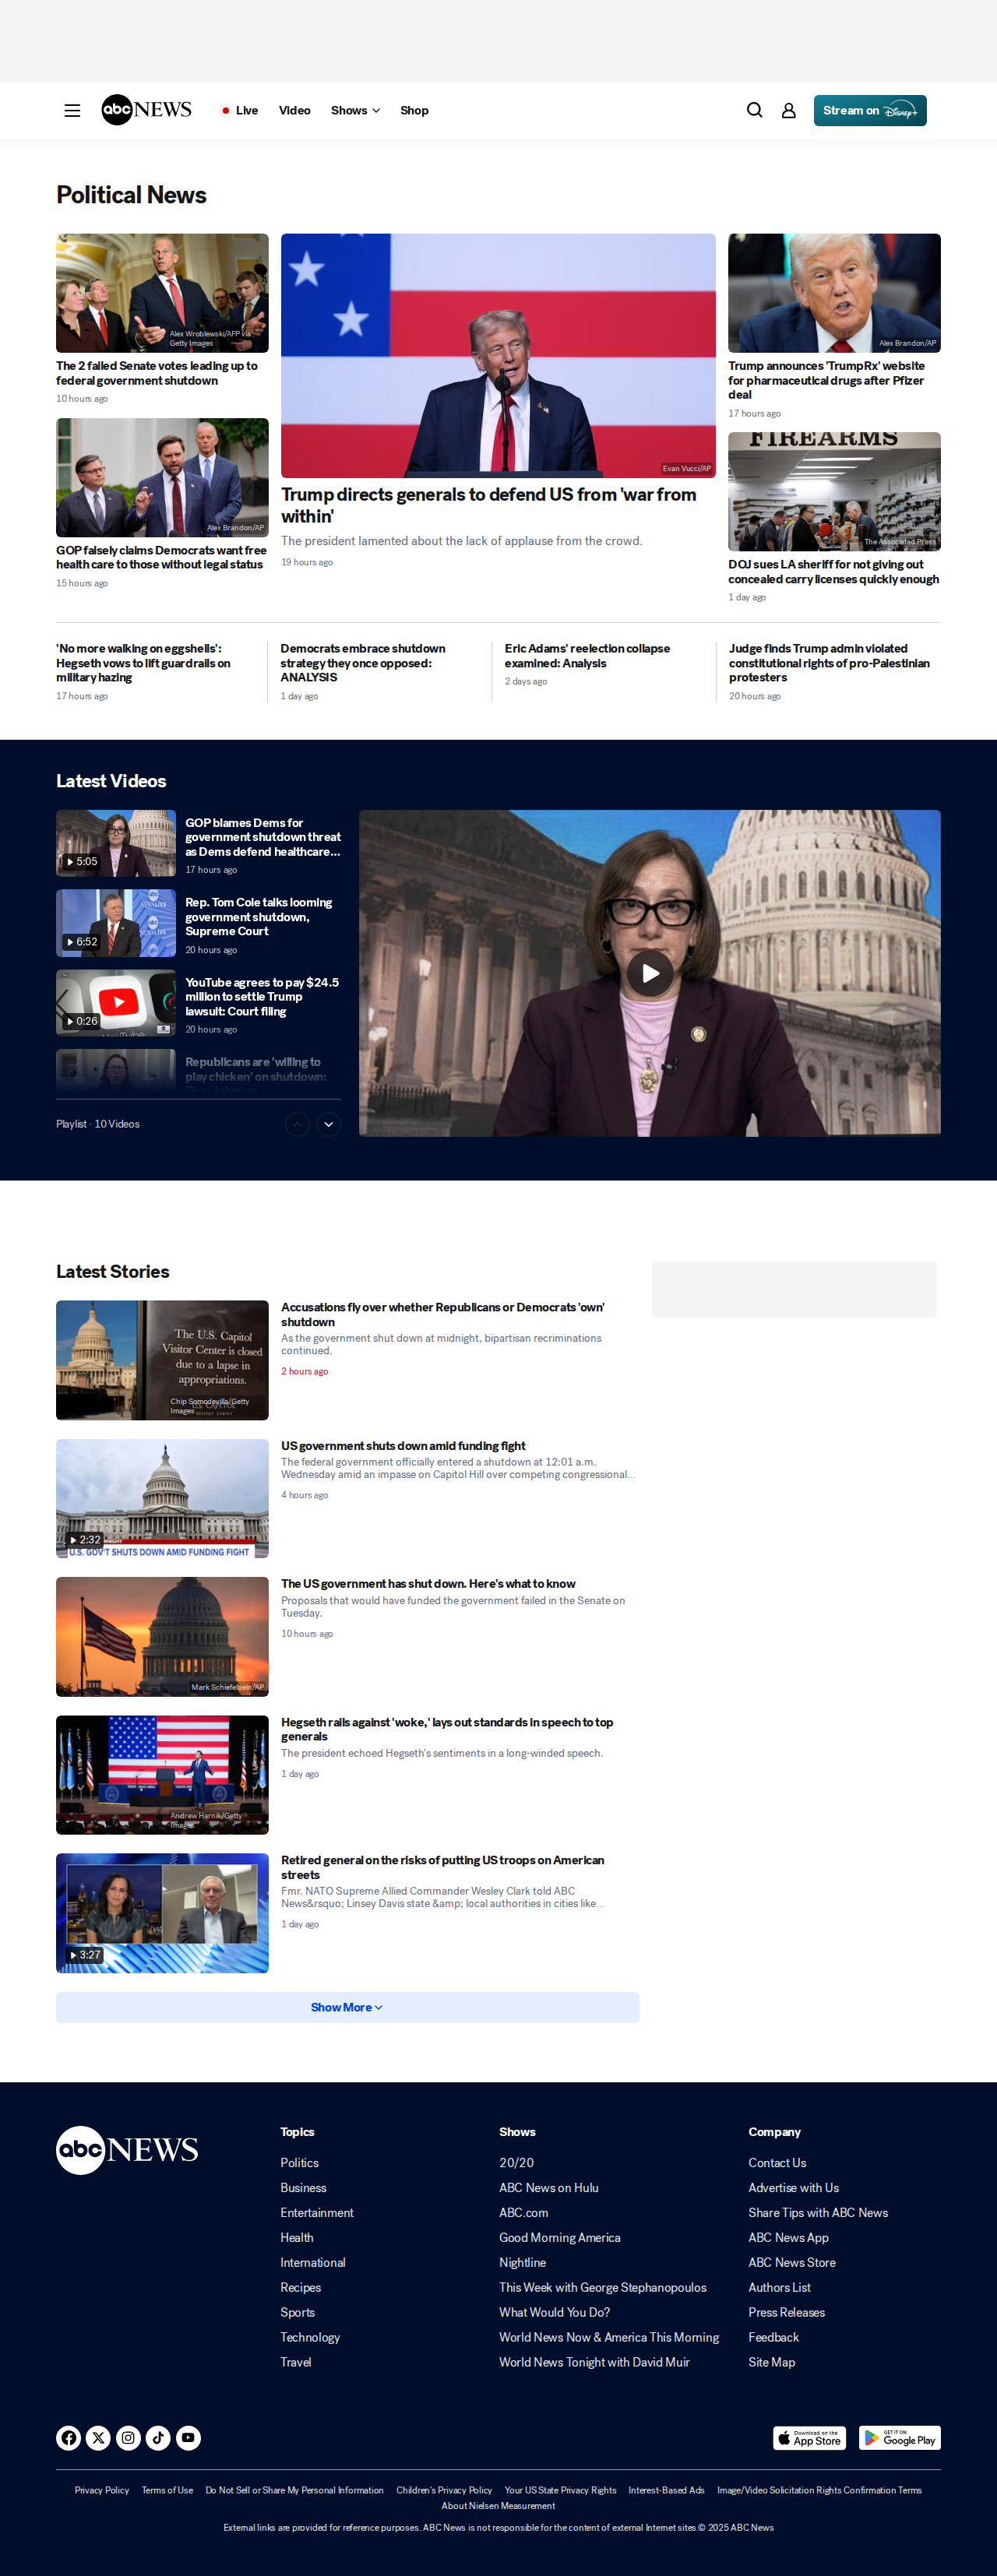 abc NEWS
Live
Video
Shows
Shop
Stream on Disney+
Political News
Alex Wroblewski/AFP via
Getty Images
The 2 failed Senate votes leading up to
federal government shutdown
10 hours ago
Alex Brandon/AP
GOP falsely claims Democrats want free
health care to those without legal status
15 hours ago
Evan Vucci/AP
Trump directs generals to defend US from 'war from
within'
The president lamented about the lack of applause from the crowd.
19 hours ago
Alex Brandon/AP
Trump announces 'TrumpRx' website
for pharmaceutical drugs after Pfizer
deal
17 hours ago
FIREARMS
The Associated Press
DOJ sues LA sheriff for not giving out
concealed carry licenses quickly enough
1 day ago
'No more walking on eggshells':
Hegseth vows to lift guardrails on
military hazing
17 hours ago
Democrats embrace shutdown
strategy they once opposed:
ANALYSIS
1 day ago
Eric Adams' reelection collapse
examined: Analysis
2 days ago
Judge finds Trump admin violated
constitutional rights of pro-Palestinian
protesters
20 hours ago
Latest Videos
5:05
GOP blames Dems for
government shutdown threat
as Dems defend healthcare...
17 hours ago
6:52
Rep. Tom Cole talks looming
government shutdown,
Supreme Court
20 hours ago
0:26
YouTube agrees to pay $24.5
million to settle Trump
lawsuit: Court filing
20 hours ago
Republicans are 'willing to
play chicken' on shutdown:
Playlist · 10 Videos
Latest Stories
The U.S. Capitol
Visitor Center is closed
due to a lapse in
appropriations.
Chip Somodevilla/Getty
Images
Accusations fly over whether Republicans or Democrats 'own'
shutdown
As the government shut down at midnight, bipartisan recriminations
continued.
2 hours ago
2:32
U.S. GOV'T SHUTS DOWN AMID FUNDING FIGHT
US government shuts down amid funding fight
The federal government officially entered a shutdown at 12:01 a.m.
Wednesday amid an impasse on Capitol Hill over competing congressional...
4 hours ago
Mark Schiefelbein/AP
The US government has shut down. Here's what to know
Proposals that would have funded the government failed in the Senate on
Tuesday.
10 hours ago
Andrew Harnik/Getty
Images
Hegseth rails against 'woke,' lays out standards in speech to top
generals
The president echoed Hegseth's sentiments in a long-winded speech.
1 day ago
3:27
Retired general on the risks of putting US troops on American
streets
Fmr. NATO Supreme Allied Commander Wesley Clark told ABC
News&rsquo; Linsey Davis state &amp; local authorities in cities like...
1 day ago
Show More
abc NEWS
Topics
Politics
Business
Entertainment
Health
International
Recipes
Sports
Technology
Travel
Shows
20/20
ABC News on Hulu
ABC.com
Good Morning America
Nightline
This Week with George Stephanopoulos
What Would You Do?
World News Now & America This Morning
World News Tonight with David Muir
Company
Contact Us
Advertise with Us
Share Tips with ABC News
ABC News App
ABC News Store
Authors List
Press Releases
Feedback
Site Map
Download on the
App Store
GET IT ON
Google Play
Privacy Policy
Terms of Use
Do Not Sell or Share My Personal Information
Children's Privacy Policy
Your US State Privacy Rights
Interest-Based Ads
Image/Video Solicitation Rights Confirmation Terms
About Nielsen Measurement
External links are provided for reference purposes. ABC News is not responsible for the content of external Internet sites.© 2025 ABC News